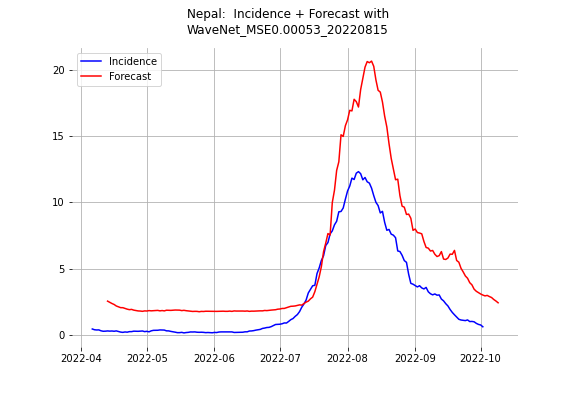 Nepal:  Incidence + Forecast with
WaveNet_MSE0.00053_20220815
Incidence
Forecast
20
15
10
5
0
2022-04 2022-05 2022-06 2022-07 2022-08 2022-09 2022-10